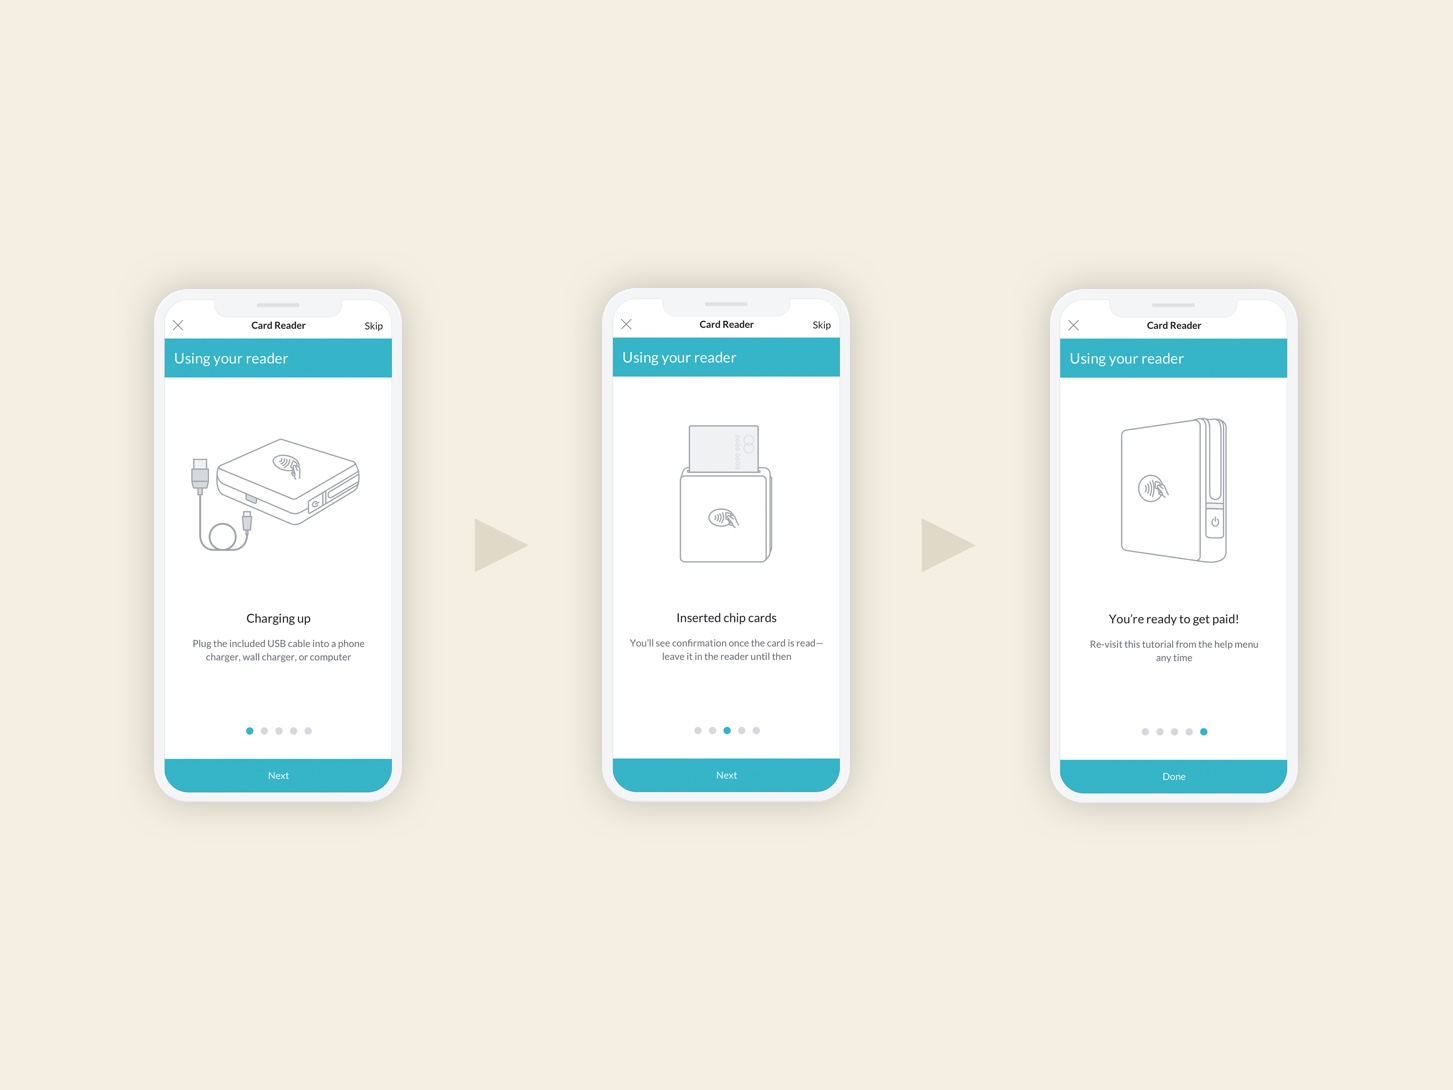 Card Reader
Skip
Using your reader
Charging up
Plug the included USB cable into a phone
charger, wall charger, or computer
Next
Card Reader
Skip
Using your reader
Inserted chip cards
You’ll see confirmation once the card is read—
leave it in the reader until then
Next
Card Reader
Using your reader
You’re ready to get paid!
Re-visit this tutorial from the help menu
any time
Done